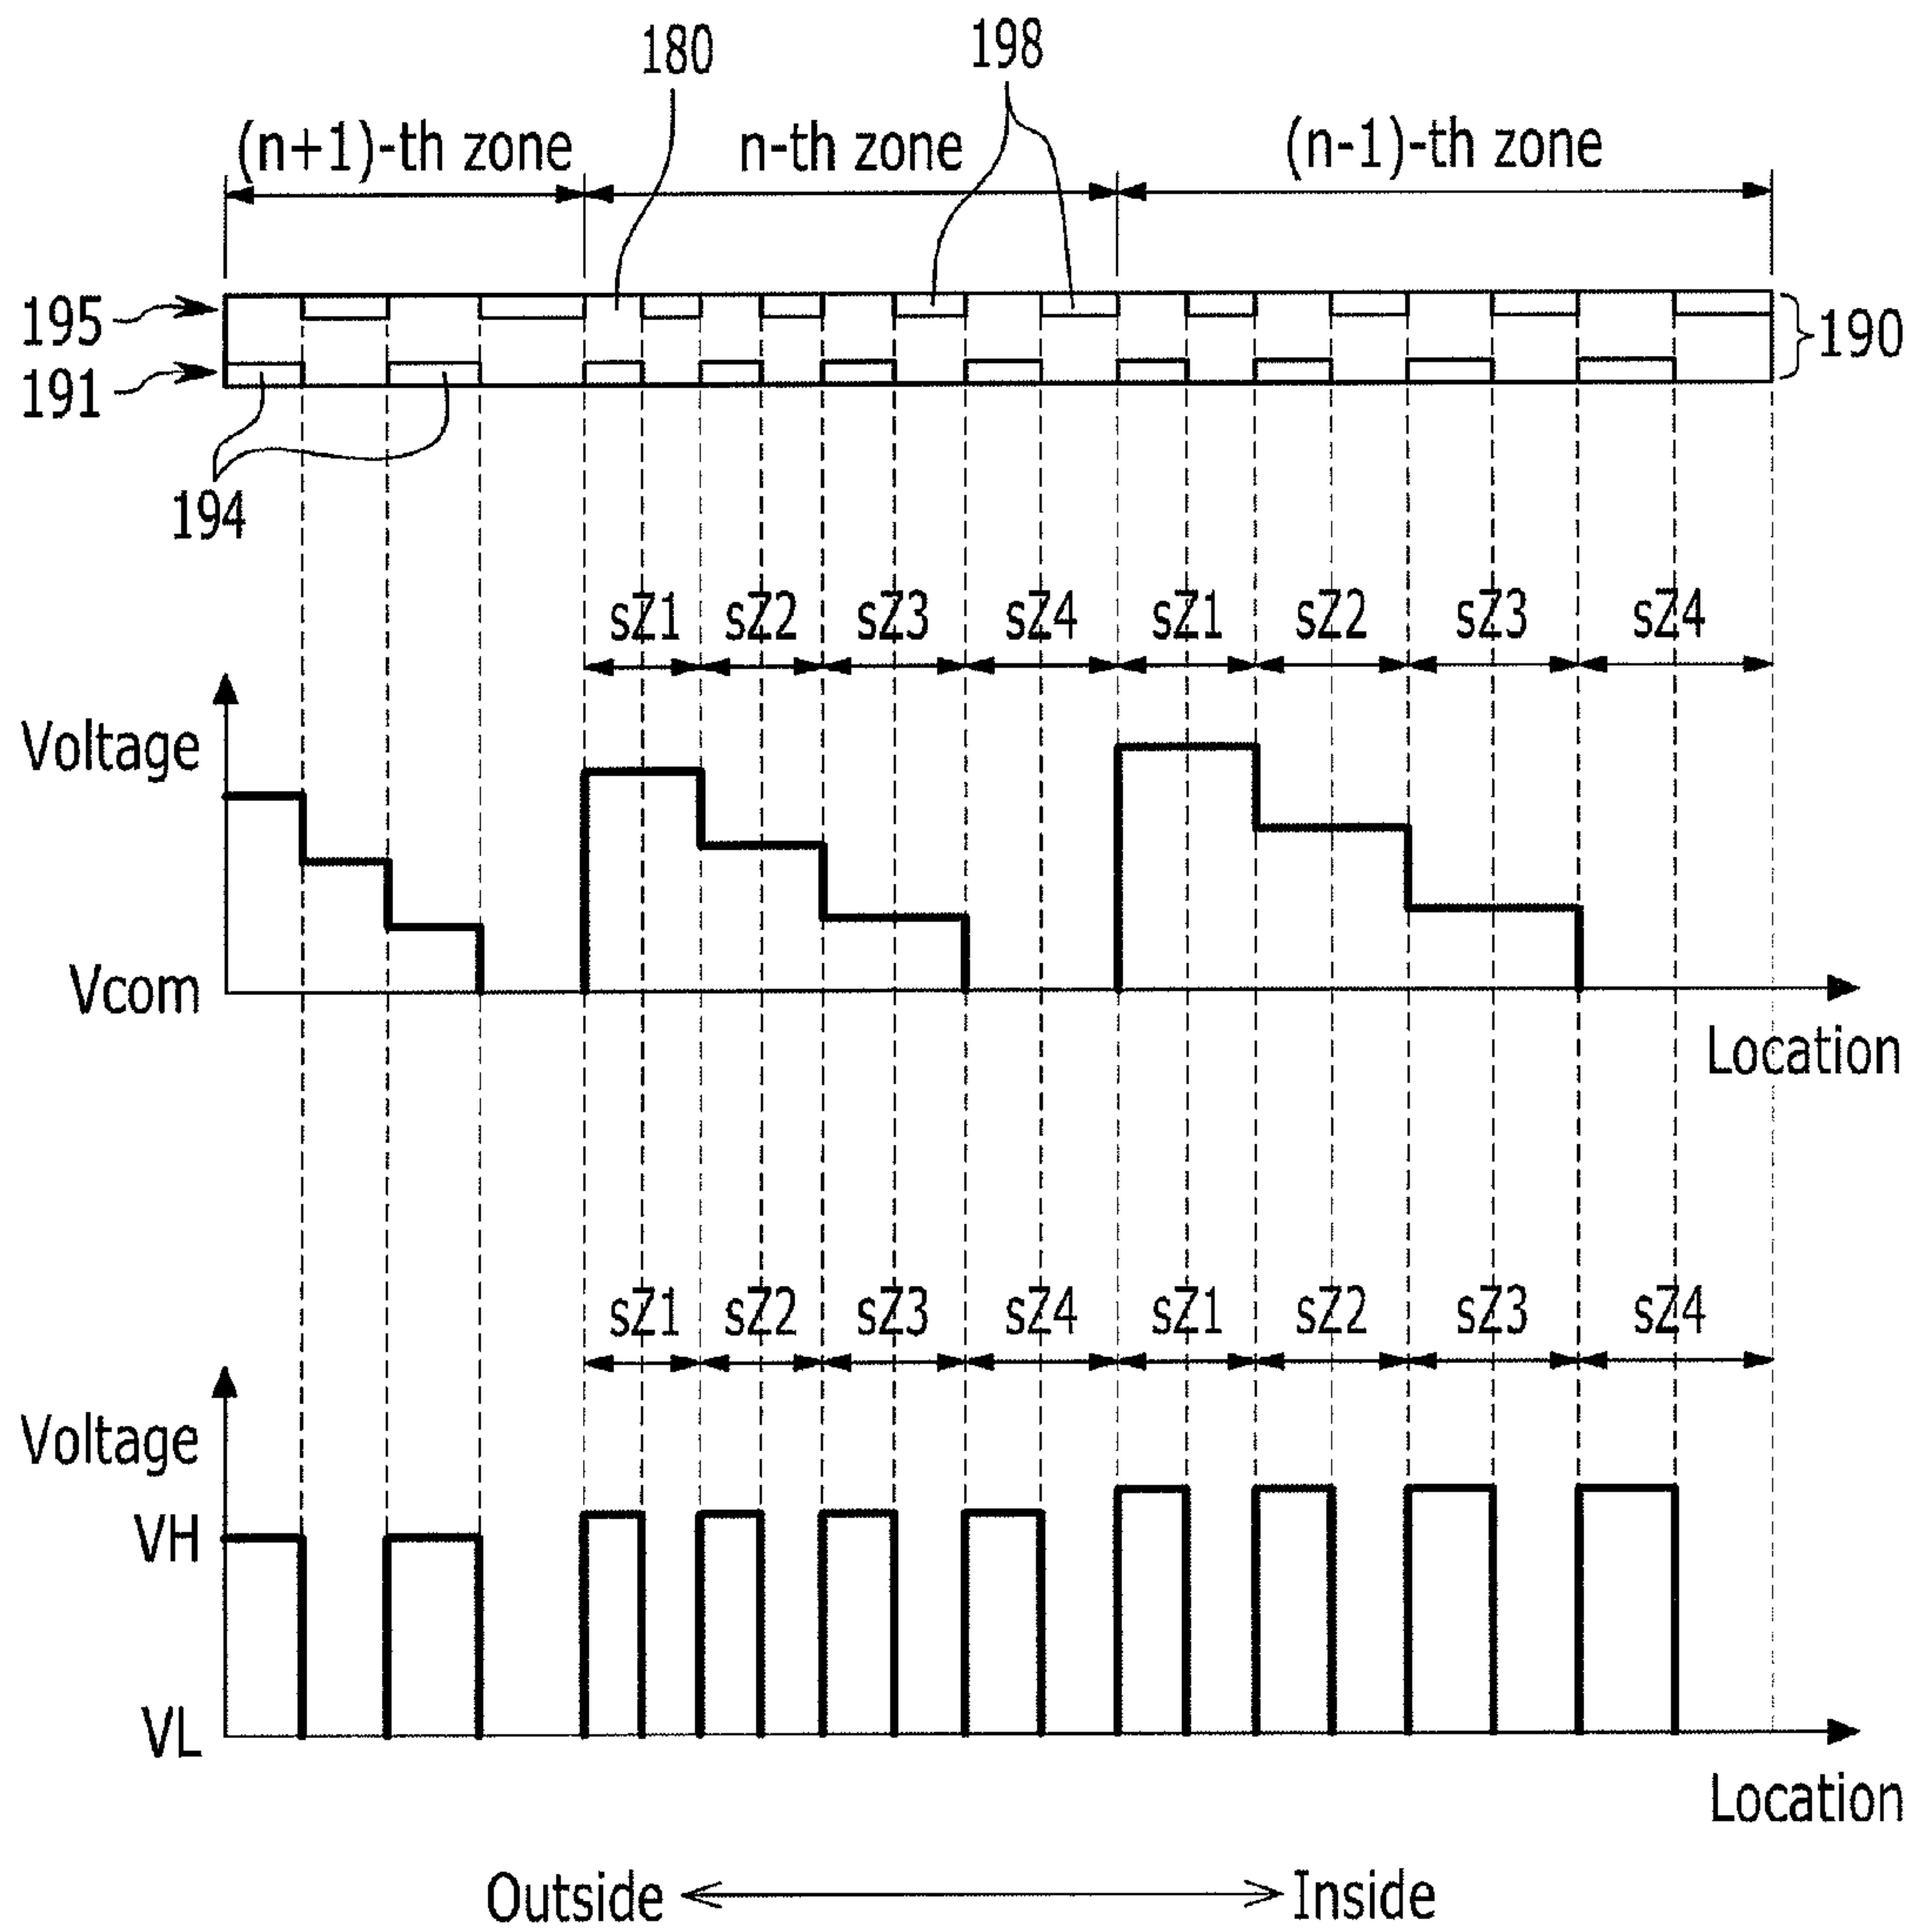 180 198
(n+1)-th zone n-th zone (n-1)-th zone
195
191
190
194
sZ1 sZ2 sZ3 sZ4 sZ1 sZ2 sZ3 sZ4
Voltage
Vcom
Location
sZ1 sZ2 sZ3 sZ4 sZ1 sZ2 sZ3 sZ4
Voltage
VH
VL
Location
Outside Inside